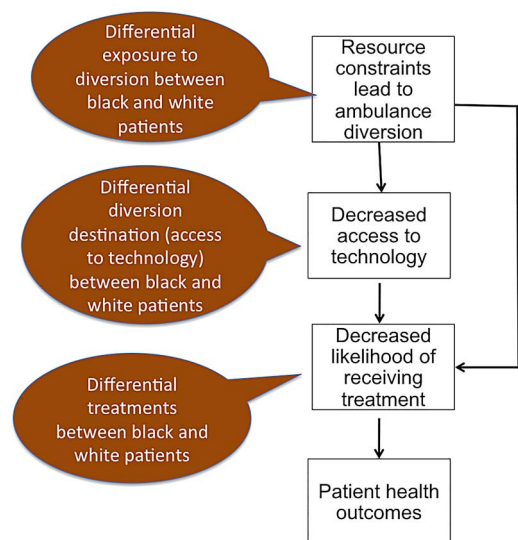 Differential
exposure to
diversion between
black and white
patients
Resource
constraints
lead to
ambulance
diversion
Differential
diversion
destination (access
to technology)
between black and
white patients
Decreased
access to
technology
Differential
treatments
between black and
white patients
Decreased
likelihood of
receiving
treatment
Patient health
outcomes